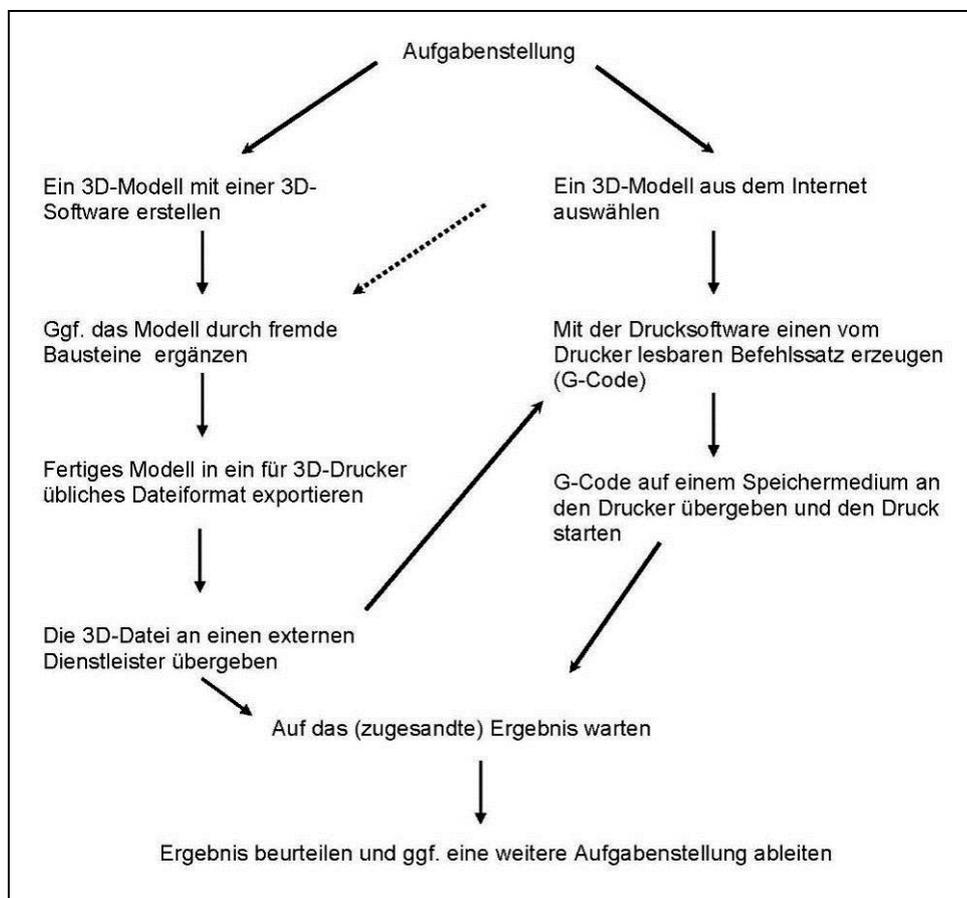 Aufgabenstellung
Ein 3D-Modell mit einer 3D-
Software erstellen
Ein 3D-Modell aus dem Internet
auswählen
Ggf. das Modell durch fremde
Bausteine ergänzen
Mit der Drucksoftware einen vom
Drucker lesbaren Befehlssatz erzeugen
(G-Code)
Fertiges Modell in ein für 3D-Drucker
übliches Dateiformat exportieren
G-Code auf einem Speichermedium an
den Drucker übergeben und den Druck
starten
Die 3D-Datei an einen externen
Dienstleister übergeben
Auf das (zugesandte) Ergebnis warten
Ergebnis beurteilen und ggf. eine weitere Aufgabenstellung ableiten